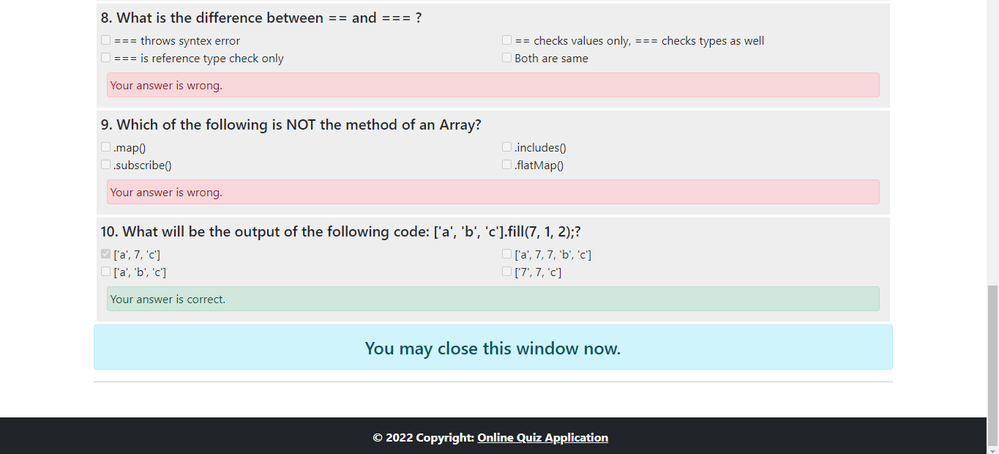 8. What is the difference between == and === ?
=== throws syntex error
== checks values only, === checks types as well
=== is reference type check only
Both are same
Your answer is wrong.
9. Which of the following is NOT the method of an Array?
.map()
.includes()
.subscribe()
.flatMap()
Your answer is wrong.
10. What will be the output of the following code: ['a', 'b', 'c'].fill(7, 1, 2);?
['a', 7, 'c']
['a', 7, 7, 'b', 'c']
['a', 'b', 'c']
['7', 7, 'c']
Your answer is correct.
You may close this window now.
© 2022 Copyright: Online Quiz Application